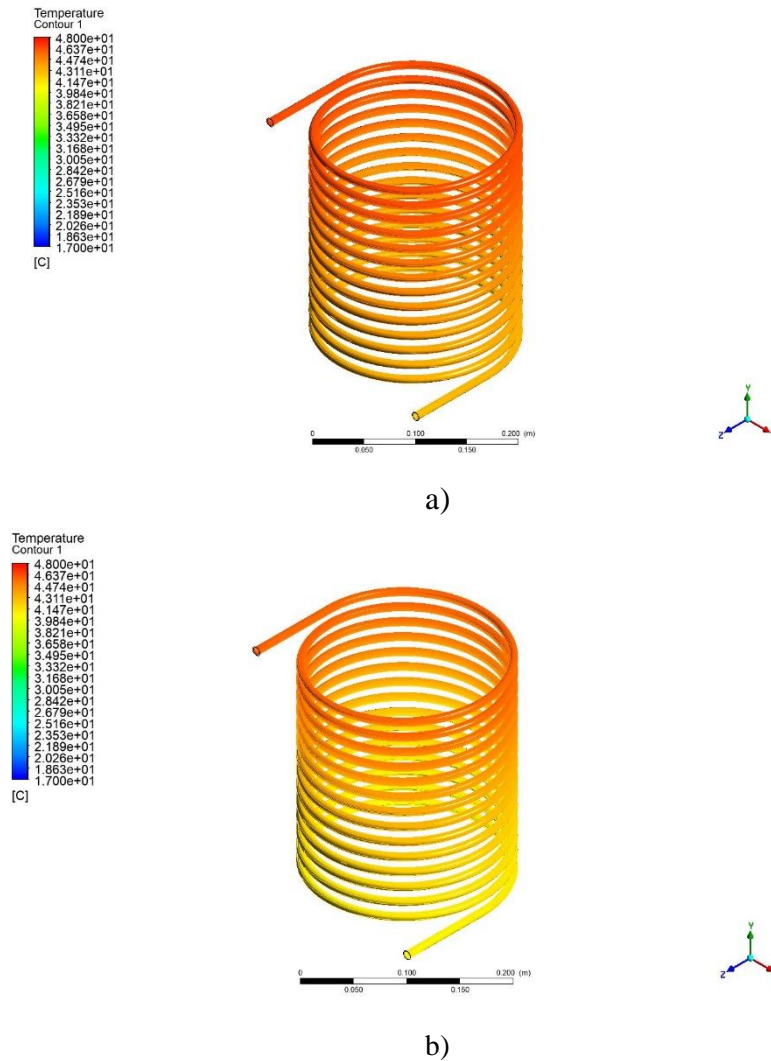 Temperature
Contour 1
4.800e+01
4.637e+01
4.474e+01
4.311e+01
4.147e+01
3.984e+01
3.821e+01
3.658e+01
3.495e+01
3.332e+01
3.168e+01
3.005e+01
2.842e+01
2.679e+01
2.516e+01
2.353e+01
2.189e+01
2.026e+01
1.863e+01
1.700e+01
[C]
0 0.100 0.200 (m)
0.050 0.150
Y
Z
a)
Temperature
Contour 1
4.800e+01
4.637e+01
4.474e+01
4.311e+01
4.147e+01
3.984e+01
3.821e+01
3.658e+01
3.495e+01
3.332e+01
3.168e+01
3.005e+01
2.842e+01
2.679e+01
2.516e+01
2.353e+01
2.189e+01
2.026e+01
1.863e+01
1.700e+01
[C]
0 0.100 0.200 (m)
0.050 0.150
Y
Z
b)